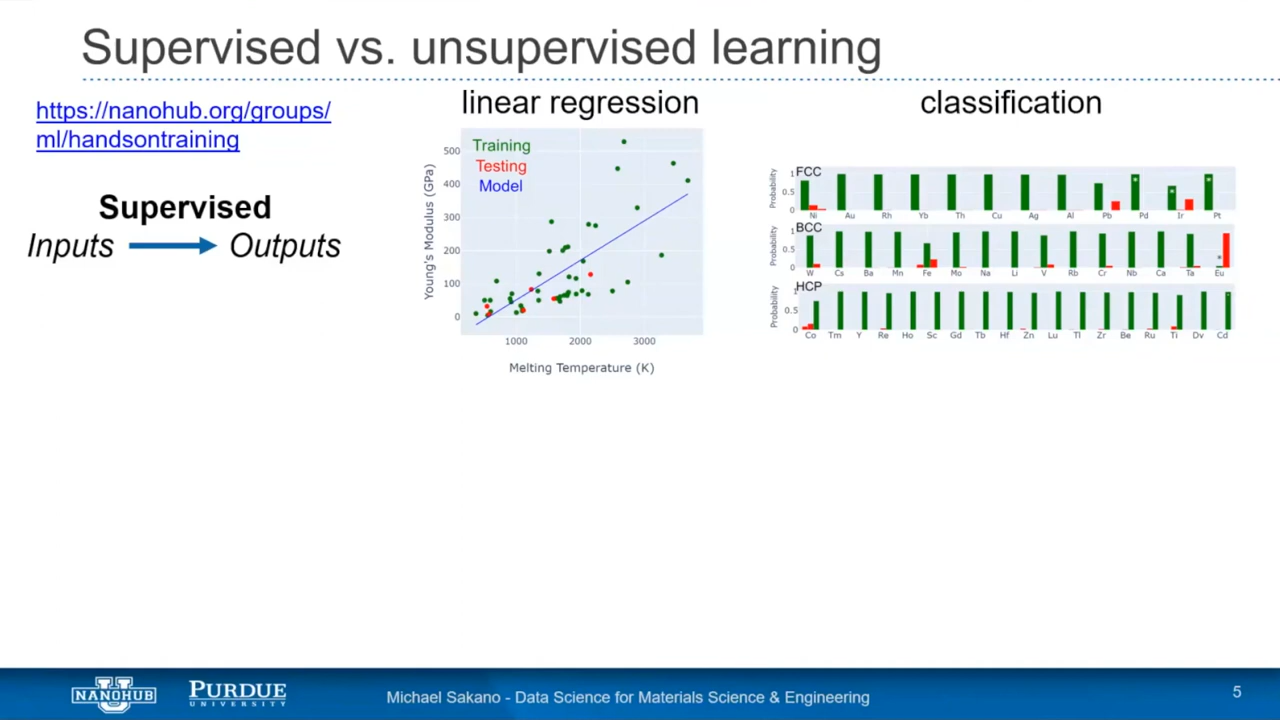 Supervised vs. unsupervised learning
https://nanohub.org/groups/
ml/handsontraining
Supervised
Inputs Outputs
linear regression
Training
Testing
Model
Young's Modulus (GPa)
500
400
300
200
100
0
1000 2000 3000
Melting Temperature (K)
classification
FCC
Probability
1
0.5
0
Ni Au Rh Yb Th Cu Ag Al Pb Pd Ir Pt
BCC
Probability
1
0.5
0
W Cs Ba Mn Fe Mo Na Li V Rb Cr Nb Ca Ta Eu
HCP
Probability
1
0.5
0
Co Tm Y Re Ho Sc Gd Tb Hf Zn Lu Tl Zr Be Ru Ti Dv Cd
NANOHUB
PURDUE
UNIVERSITY
Michael Sakano - Data Science for Materials Science & Engineering
5